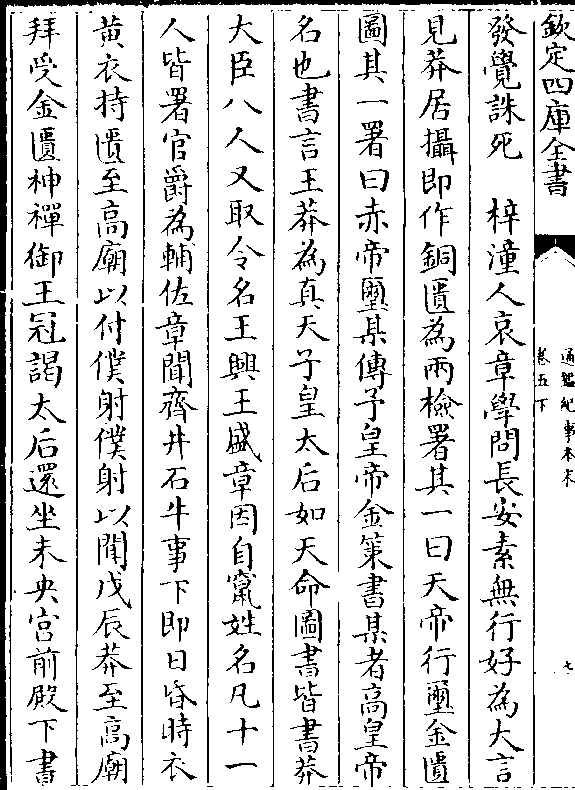 欽定四庫全書
通鑑紀事本末
卷五下
七
發覺誅死　梓潼人哀章學問長安素無行好為大言
見莽居攝即作銅匱為兩檢署其一曰天帝行璽金匱
圖其一署曰赤帝璽某傳予皇帝金策書某者高皇帝
名也書言王莽為真天子皇太后如天命圖書皆書莽
大臣八人又取令名王興王盛章因自竄姓名凡十一
人皆署官爵為輔佐章聞齊井石牛事下即日昏時衣
黄衣持匱至高廟以付僕射僕射以聞戊辰莽至高廟
拜受金匱神禪御王冠謁太后還坐未央宫前殿下書